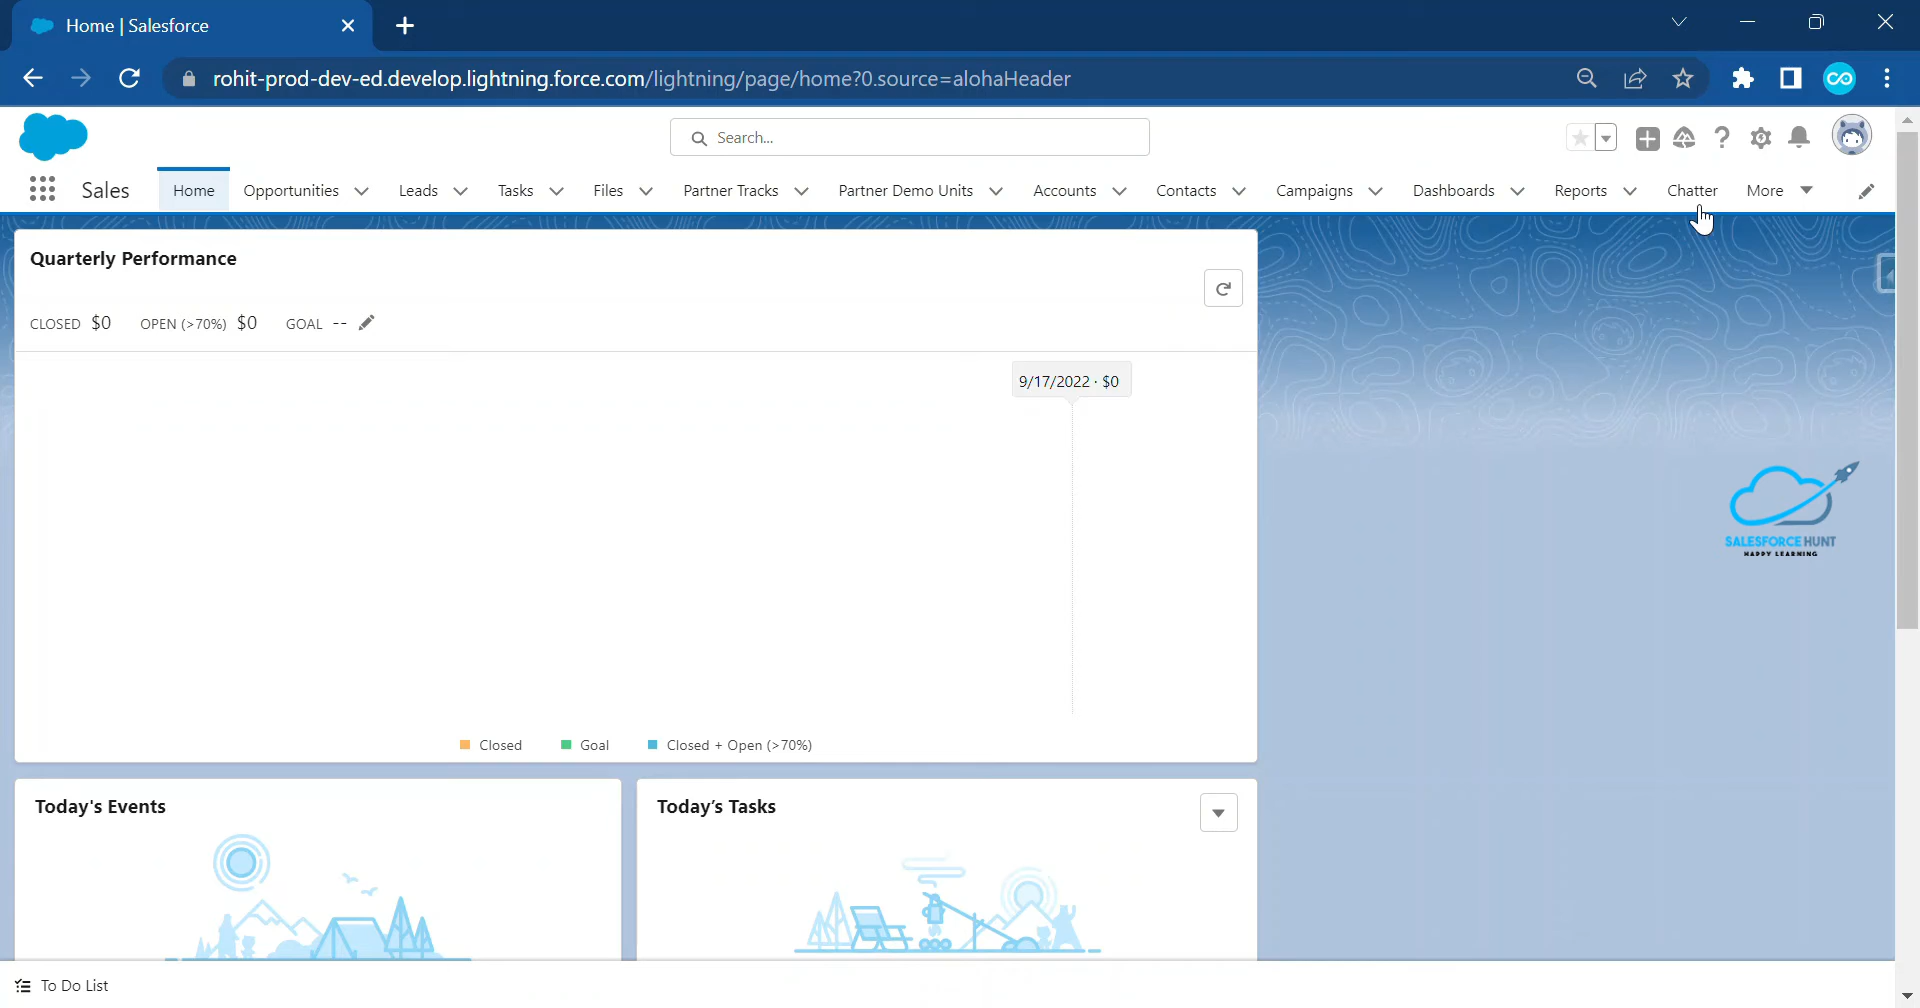 Home | Salesforce
rohit-prod-dev-ed.develop.lightning.force.com/lightning/page/home?0.source=alohaHeader
Search...
Sales Home Opportunities Leads Tasks Files Partner Tracks Partner Demo Units Accounts Contacts Campaigns Dashboards Reports Chatter More
Quarterly Performance
CLOSED $0 OPEN (>70%) $0 GOAL --
9/17/2022 · $0
SALESFORCE HUNT
HAPPY LEARNING
Closed Goal Closed + Open (>70%)
Today's Events
Today's Tasks
To Do List